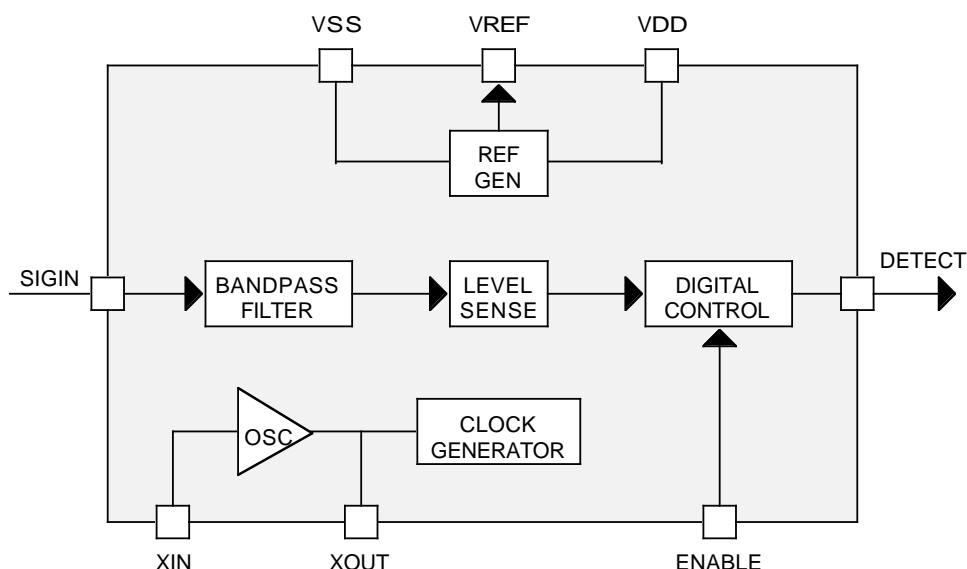 VSS
VREF
VDD
REF
GEN
SIGIN
BANDPASS
FILTER
LEVEL
SENSE
DIGITAL
CONTROL
DETECT
OSC
CLOCK
GENERATOR
XIN
XOUT
ENABLE